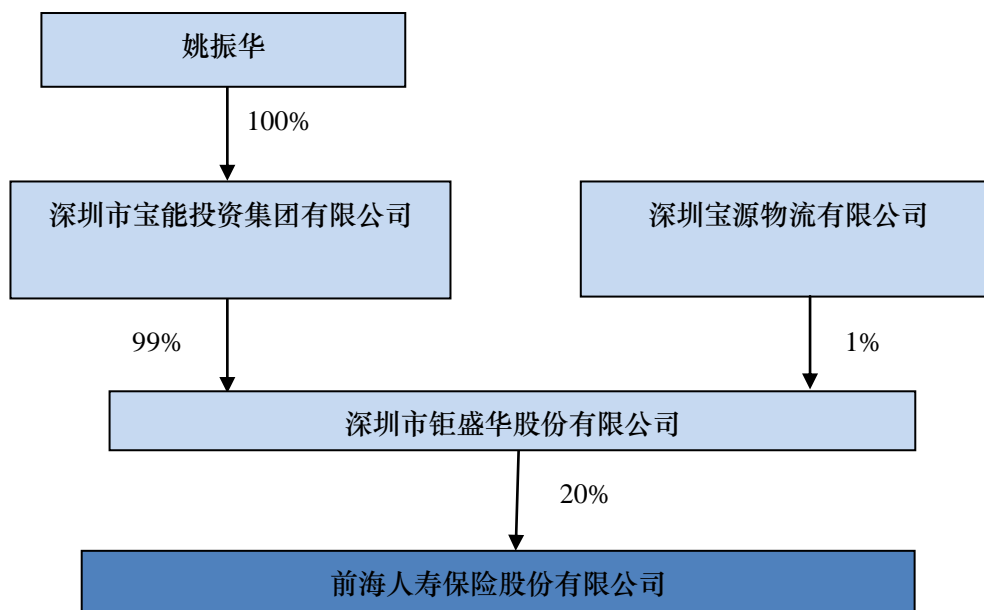 姚振华
100%
深圳市宝能投资集团有限公司
深圳宝源物流有限公司
99%
1%
深圳市钜盛华股份有限公司
20%
前海人寿保险股份有限公司